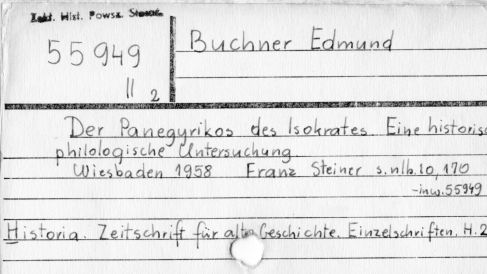 Zakł. Hist. Powsz. Staroż.
55949
II 2
Buchner Edmund
Der Panegyrikos des Isokrates. Eine historisc
philologische Untersuchung
Wiesbaden 1958 Franz Steiner s. nlb. 10, 170
-inw. 55949
Historia. Zeitschrift für alte Geschichte. Einzelschriften. H. 2